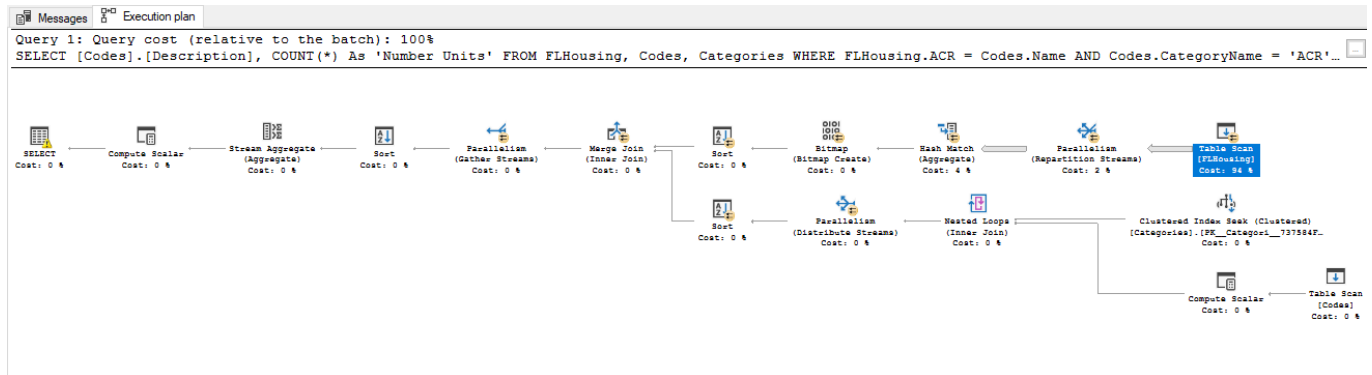 Messages Execution plan
Query 1: Query cost (relative to the batch): 100%
SELECT [Codes].[Description], COUNT(*) As 'Number Units' FROM FLHousing, Codes, Categories WHERE FLHousing.ACR = Codes.Name AND Codes.CategoryName = 'ACR'… ...
SELECT
Cost: 0 %
Compute Scalar
Cost: 0 %
Stream Aggregate
(Aggregate)
Cost: 0 %
Sort
Cost: 0 %
Parallelism
(Gather Streams)
Cost: 0 %
Merge Join
(Inner Join)
Cost: 0 %
Sort
Cost: 0 %
Bitmap
(Bitmap Create)
Cost: 0 %
Hash Match
(Aggregate)
Cost: 4 %
Parallelism
(Repartition Streams)
Cost: 2 %
Table Scan
[FLHousing]
Cost: 94 %
Sort
Cost: 0 %
Parallelism
(Distribute Streams)
Cost: 0 %
Nested Loops
(Inner Join)
Cost: 0 %
Clustered Index Seek (Clustered)
[Categories].[PK__Categori__737584F…
Cost: 0 %
Compute Scalar
Cost: 0 %
Table Scan
[Codes]
Cost: 0 %